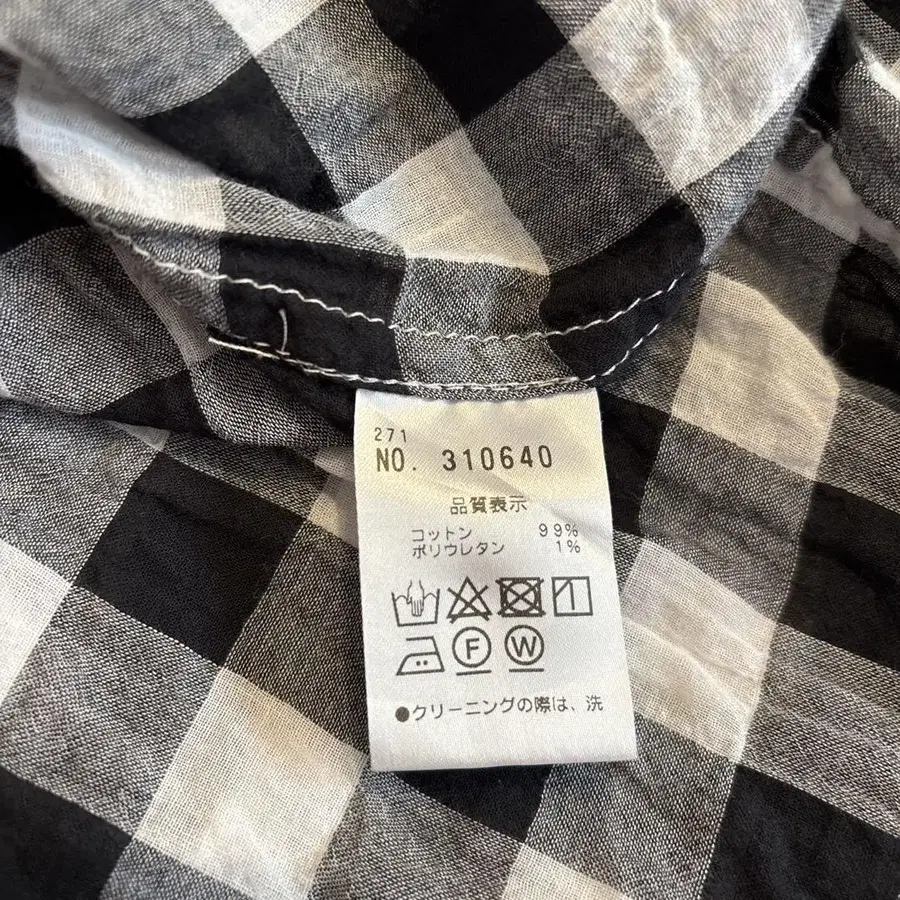 271
NO. 310640
品質表示
コットン 99%
ポリウレタン 1%
F W
●クリーニングの際は、洗